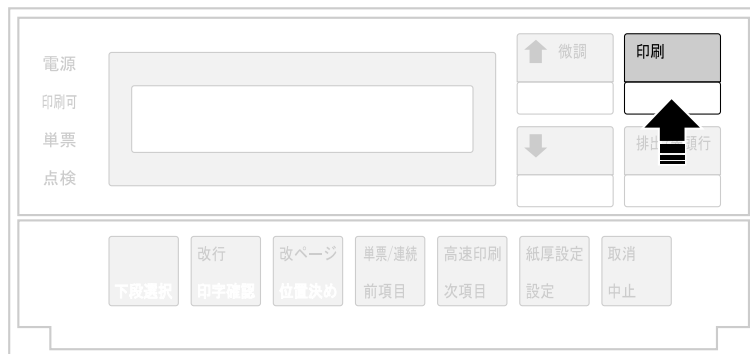 電源
印刷可
単票
点検
微調
印刷
排出 頭行
下段選択
改行
印字確認
改ページ
位置決め
単票/連続
前項目
高速印刷
次項目
紙厚設定
設定
取消
中止